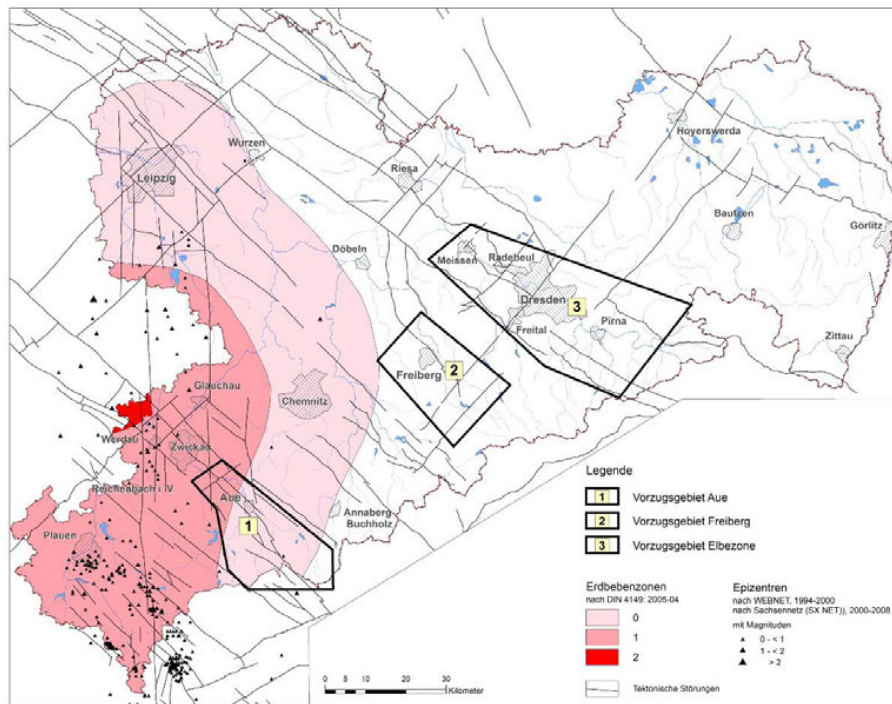 Hoyerswerda
Wurzen
Riesa
Leipzig
Bautzen
Görlitz
Döbeln
Meissen
Radebeul
Dresden
3
Pirna
Freital
Zittau
Freiberg
2
Glauchau
Chemnitz
Werdau
Zwickau
Reichenbach i. V.
Aue
1
Annaberg
Buchholz
Plauen
Legende
1 Vorzugsgebiet Aue
2 Vorzugsgebiet Freiberg
3 Vorzugsgebiet Elbezone
Erdbebenzonen
nach DIN 4149: 2005-04
0
1
2
Epizentren
nach WEBNET, 1994-2000
nach Sachsennetz (SX NET)), 2000-2008
mit Magnituden
0 - < 1
1 - < 2
> 2
Tektonische Störungen
0 5 10 20 30
Kilometer